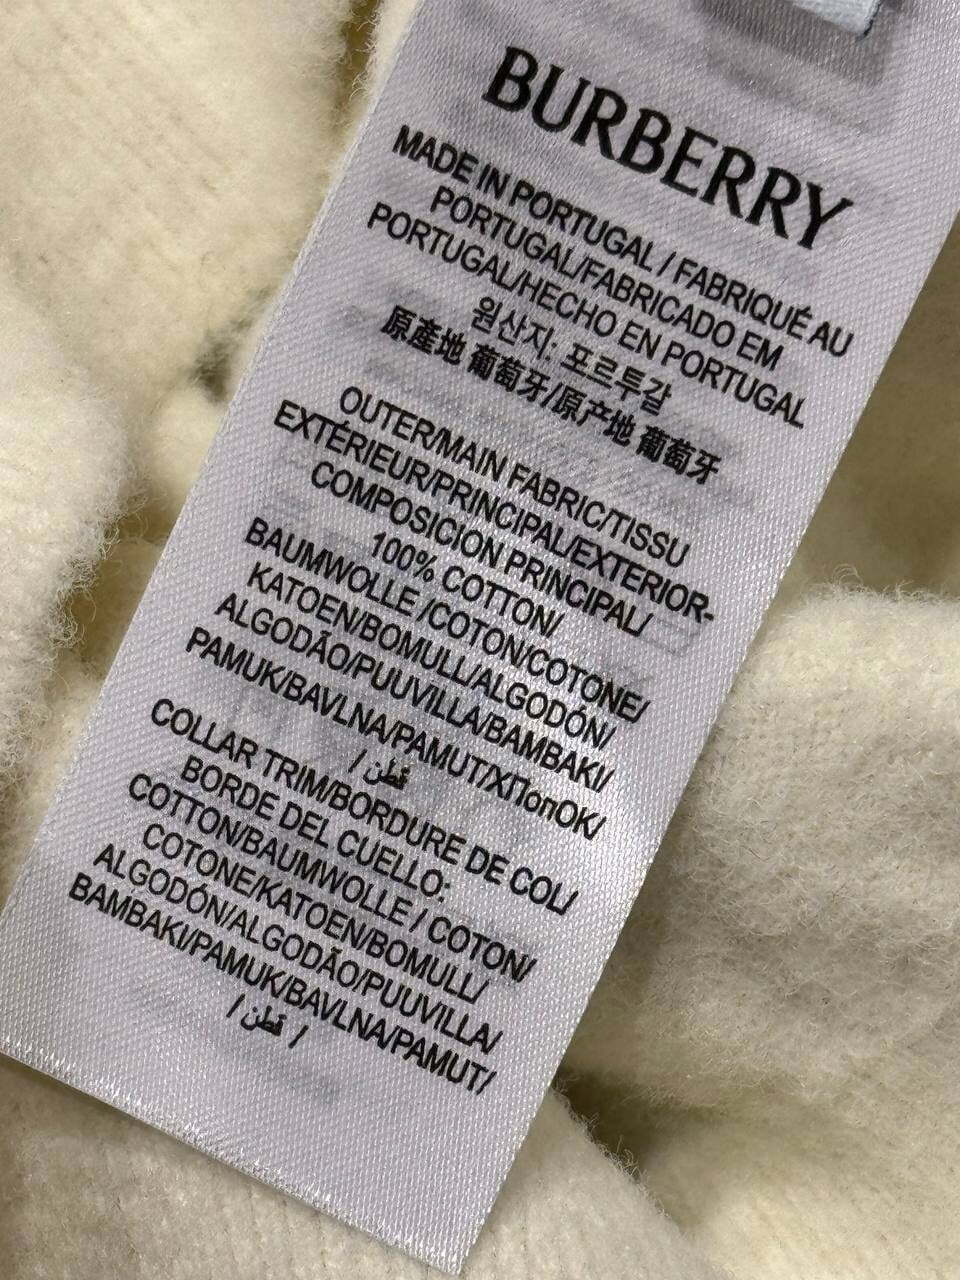 BURBERRY
MADE IN PORTUGAL / FABRIQUÉ AU
PORTUGAL/FABRICADO EM
PORTUGAL/HECHO EN PORTUGAL
원산지: 포르투갈
原產地 葡萄牙/原产地 葡萄牙
OUTER/MAIN FABRIC/TISSU
EXTÉRIEUR/PRINCIPAL/EXTERIOR-
COMPOSICION PRINCIPAL/
100% COTTON/
BAUMWOLLE /COTON/COTONE/
KATOEN/BOMULL/ALGODÓN/
ALGODÃO/PUUVILLA/BAMBAKI/
PAMUK/BAVLNA/PAMUT/ХПопОК/
/ قطن
COLLAR TRIM/BORDURE DE COL/
BORDE DEL CUELLO:
COTTON/BAUMWOLLE / COTON/
COTONE/KATOEN/BOMULL/
ALGODÓN/ALGODÃO/PUUVILLA/
BAMBAKI/PAMUK/BAVLNA/PAMUT/
/ قطن /